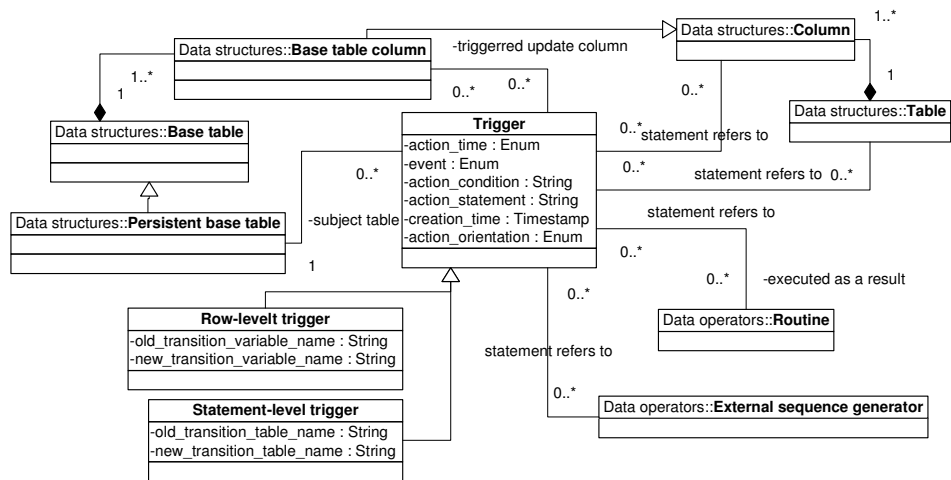 Data structures::Base table column
-triggerred update column
Data structures::Column
1..*
1
1..*
1
0..*
0..*
0..*
Data structures::Table
Data structures::Base table
Trigger
-action_time : Enum
-event : Enum
-action_condition : String
-action_statement : String
-creation_time : Timestamp
-action_orientation : Enum
0..*
statement refers to
0..*
0..*
statement refers to
0..*
Data structures::Persistent base table
-subject table
1
statement refers to
0..*
0..*
-executed as a result
0..*
Data operators::Routine
Row-levelt trigger
-old_transition_variable_name : String
-new_transition_variable_name : String
statement refers to
0..*
Data operators::External sequence generator
Statement-level trigger
-old_transition_table_name : String
-new_transition_table_name : String